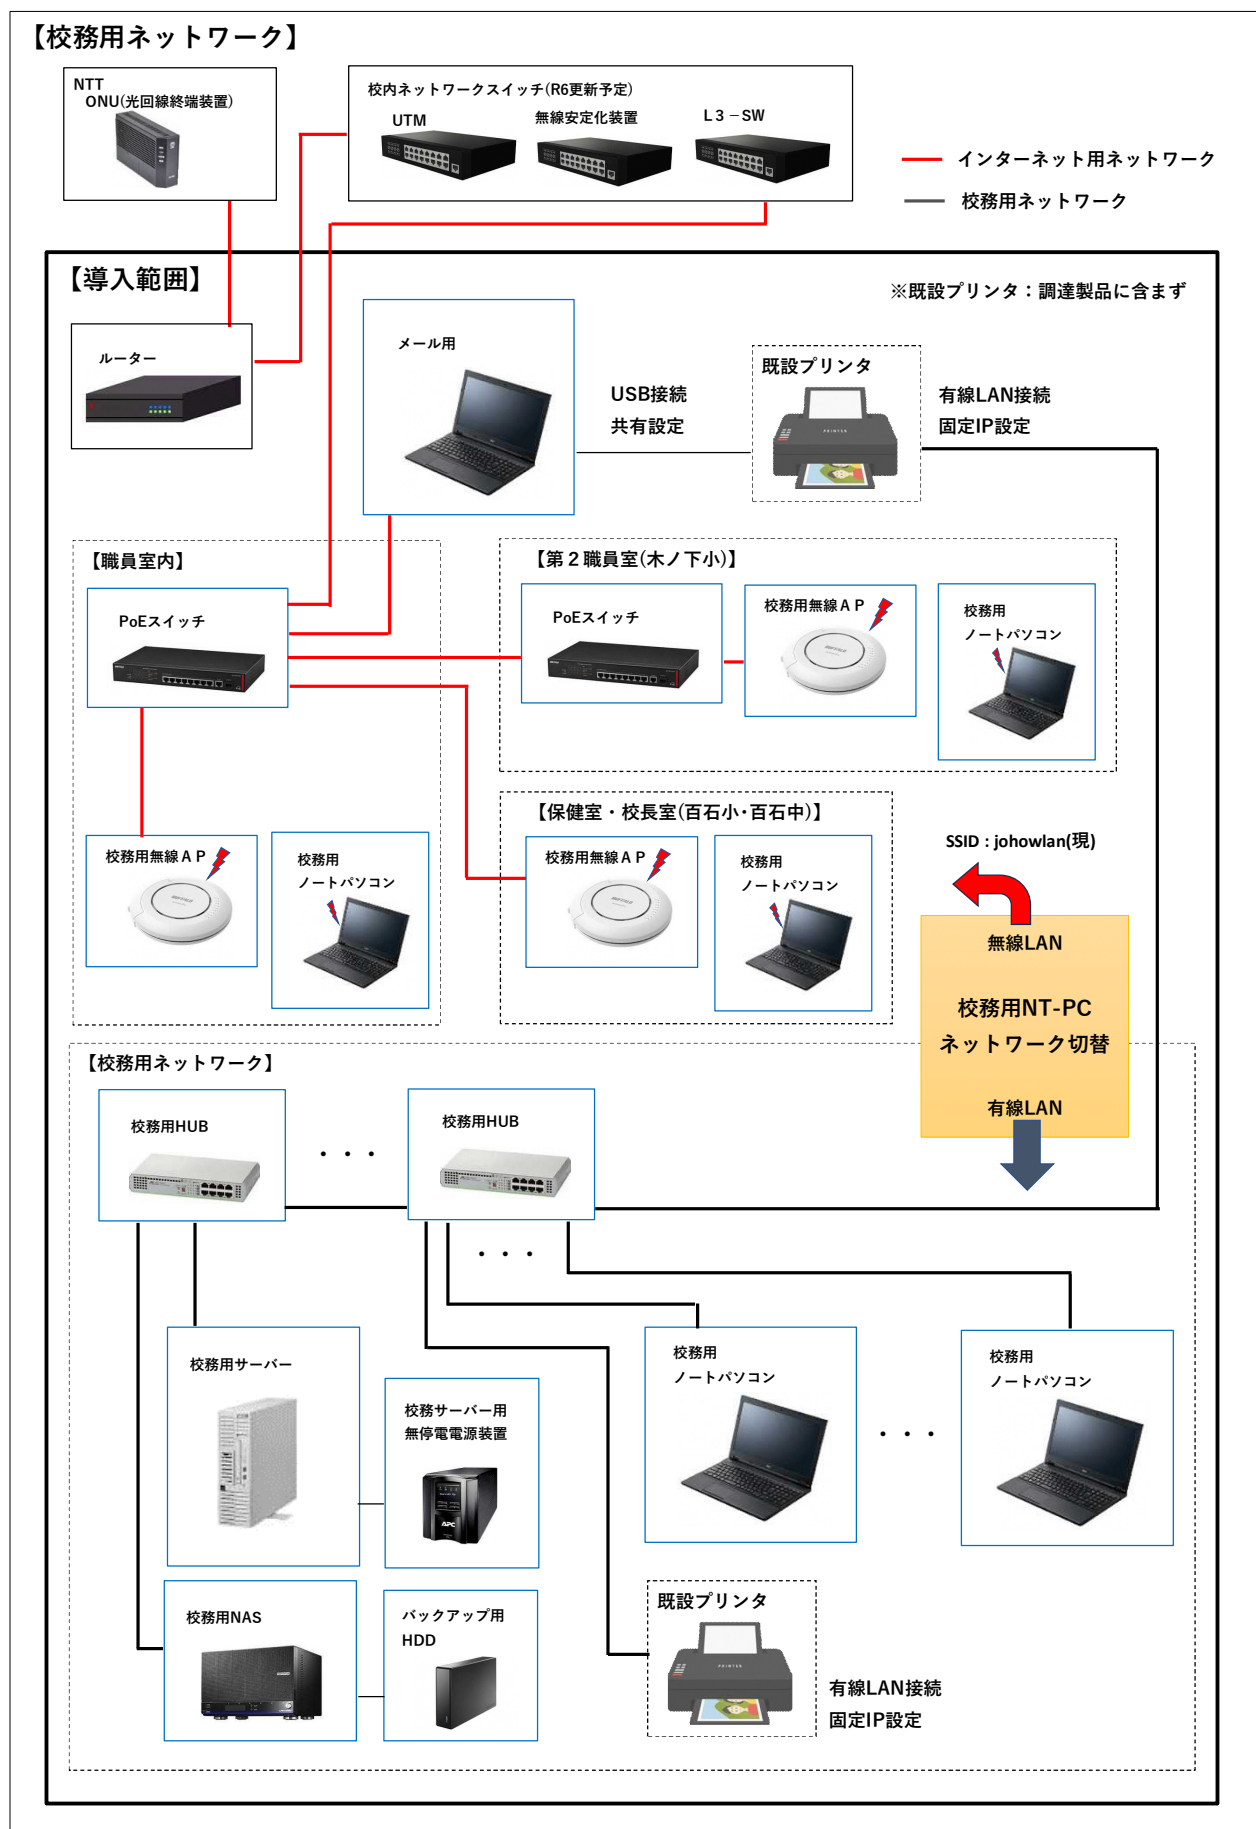 【校務用ネットワーク】
NTT
ONU(光回線終端装置)
校内ネットワークスイッチ(R6更新予定)
UTM
無線安定化装置
L３－SW
インターネット用ネットワーク
校務用ネットワーク
【導入範囲】
※既設プリンタ：調達製品に含まず
ルーター
メール用
USB接続
共有設定
既設プリンタ
PRINTER
有線LAN接続
固定IP設定
【職員室内】
PoEスイッチ
【第２職員室(木ノ下小)】
PoEスイッチ
校務用無線ＡＰ
校務用
ノートパソコン
校務用無線ＡＰ
校務用
ノートパソコン
【保健室・校長室(百石小･百石中)】
校務用無線ＡＰ
校務用
ノートパソコン
SSID : johowlan(現)
無線LAN
校務用NT-PC
ネットワーク切替
有線LAN
【校務用ネットワーク】
校務用HUB
・・・
校務用HUB
・・・
校務用サーバー
校務サーバー用
無停電電源装置
APC
校務用
ノートパソコン
・・・
校務用
ノートパソコン
校務用NAS
バックアップ用
HDD
既設プリンタ
PRINTER
有線LAN接続
固定IP設定